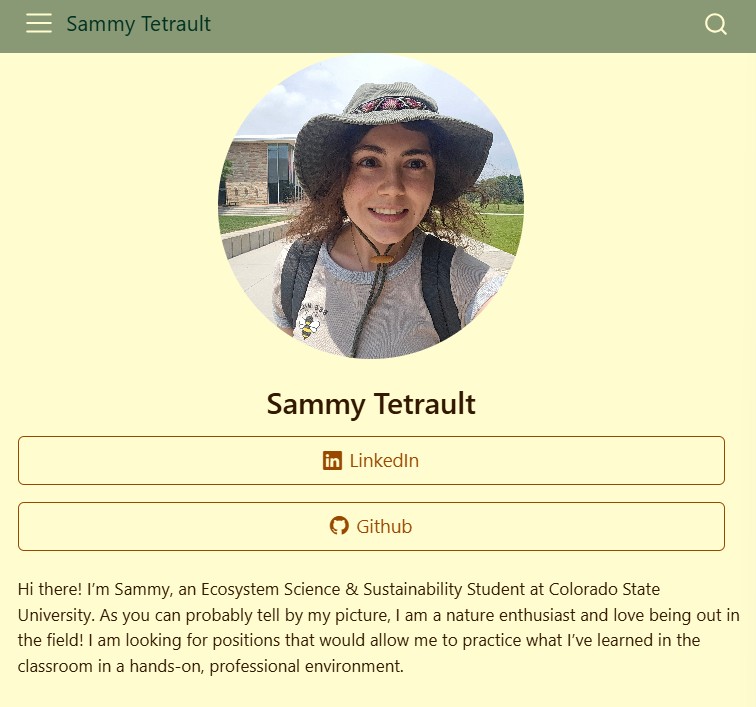 Sammy Tetrault
Sammy Tetrault
LinkedIn
Github
Hi there! I’m Sammy, an Ecosystem Science & Sustainability Student at Colorado State
University. As you can probably tell by my picture, I am a nature enthusiast and love being out in
the field! I am looking for positions that would allow me to practice what I’ve learned in the
classroom in a hands-on, professional environment.